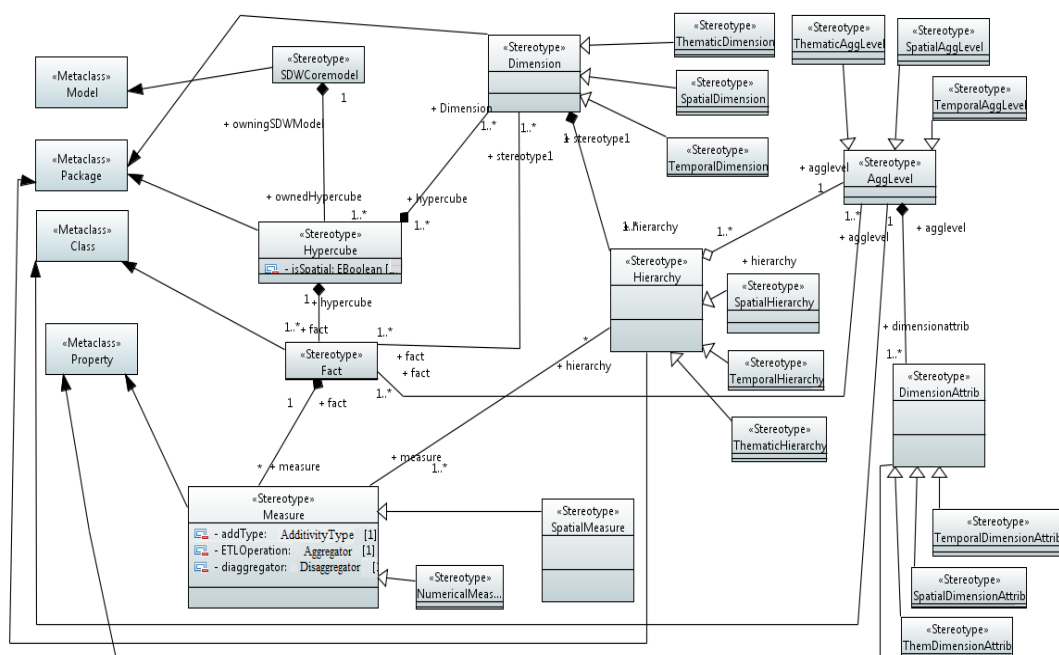 «Stereotype»
Dimension
«Stereotype»
ThematicDimension
«Stereotype»
ThematicAggLevel
«Stereotype»
SpatialAggLevel
«Metaclass»
Model
«Stereotype»
SDWCoremodel
1
«Stereotype»
SpatialDimension
«Stereotype»
TemporalAggLevel
+ owningSDWModel
+ Dimension
1..*
1..*
+ stereotype1
1
+ stereotype1
«Stereotype»
TemporalDimension
«Metaclass»
Package
+ agglevel
1
«Stereotype»
AggLevel
+ ownedHypercube
1..*
+ hypercube
1..*
1..*
+ agglevel
1
+ agglevel
«Metaclass»
Class
«Stereotype»
Hypercube
- isSpatial: EBoolean [...
+ hierarchy
1..*
«Stereotype»
Hierarchy
+ hierarchy
«Stereotype»
SpatialHierarchy
1
+ hypercube
1..*
+ fact
«Metaclass»
Property
«Stereotype»
Fact
1..*
+ fact
+ fact
1..*
*
+ hierarchy
«Stereotype»
TemporalHierarchy
+ dimensionattrib
1..*
«Stereotype»
DimensionAttrib
1
+ fact
«Stereotype»
ThematicHierarchy
*
+ measure
+ measure
1..*
«Stereotype»
Measure
- addType: AdditivityType [1]
- ETLOperation: Aggregator [1]
- diaggregator: Disaggregator [
«Stereotype»
SpatialMeasure
«Stereotype»
NumericalMeas...
«Stereotype»
TemporalDimensionAttrib
«Stereotype»
SpatialDimensionAttrib
«Stereotype»
ThemDimensionAttrib